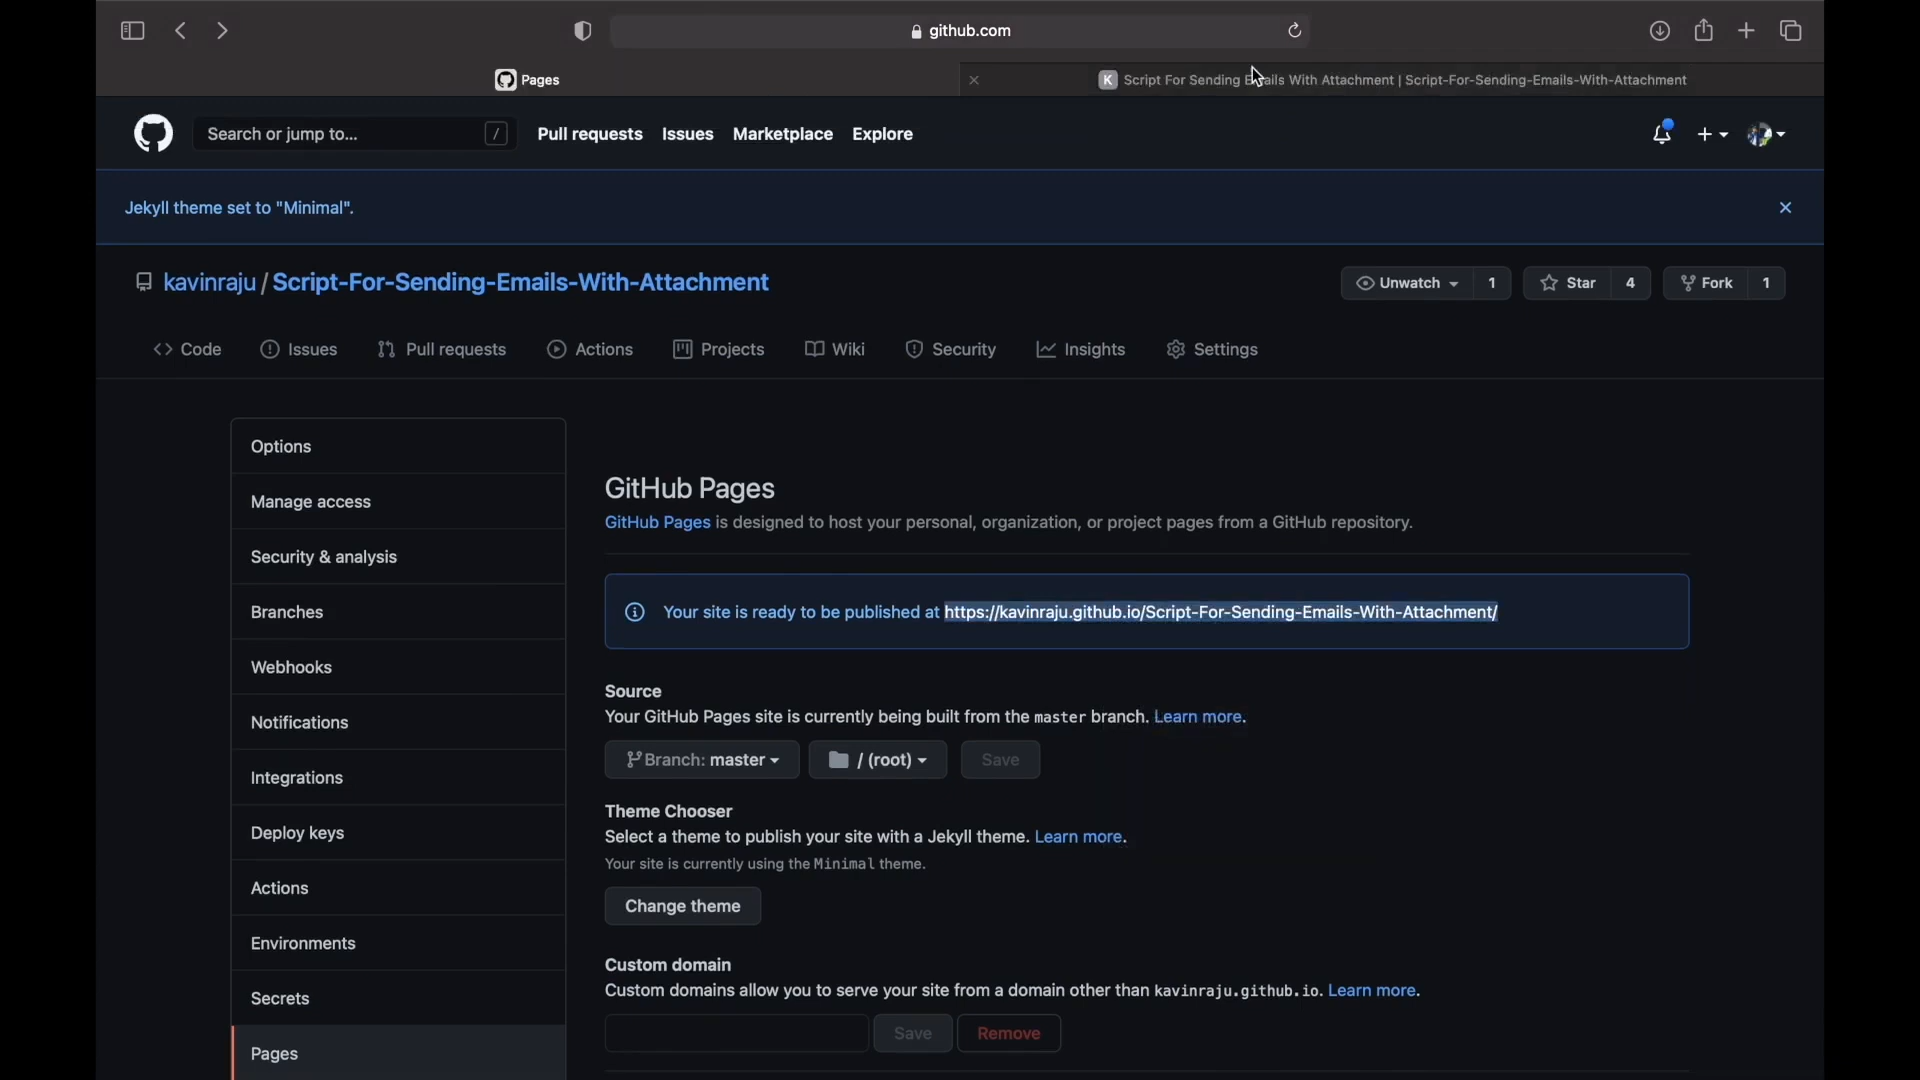 github.com
Pages
K Script For Sending Emails With Attachment | Script-For-Sending-Emails-With-Attachment
Search or jump to... /
Pull requests Issues Marketplace Explore
Jekyll theme set to "Minimal".
kavinraju / Script-For-Sending-Emails-With-Attachment
Unwatch 1 Star 4 Fork 1
Code Issues Pull requests Actions Projects Wiki Security Insights Settings
Options
Manage access
Security & analysis
Branches
Webhooks
Notifications
Integrations
Deploy keys
Actions
Environments
Secrets
Pages
GitHub Pages
GitHub Pages is designed to host your personal, organization, or project pages from a GitHub repository.
Your site is ready to be published at https://kavinraju.github.io/Script-For-Sending-Emails-With-Attachment/
Source
Your GitHub Pages site is currently being built from the master branch. Learn more.
Branch: master / (root) Save
Theme Chooser
Select a theme to publish your site with a Jekyll theme. Learn more.
Your site is currently using the Minimal theme.
Change theme
Custom domain
Custom domains allow you to serve your site from a domain other than kavinraju.github.io. Learn more.
Save Remove